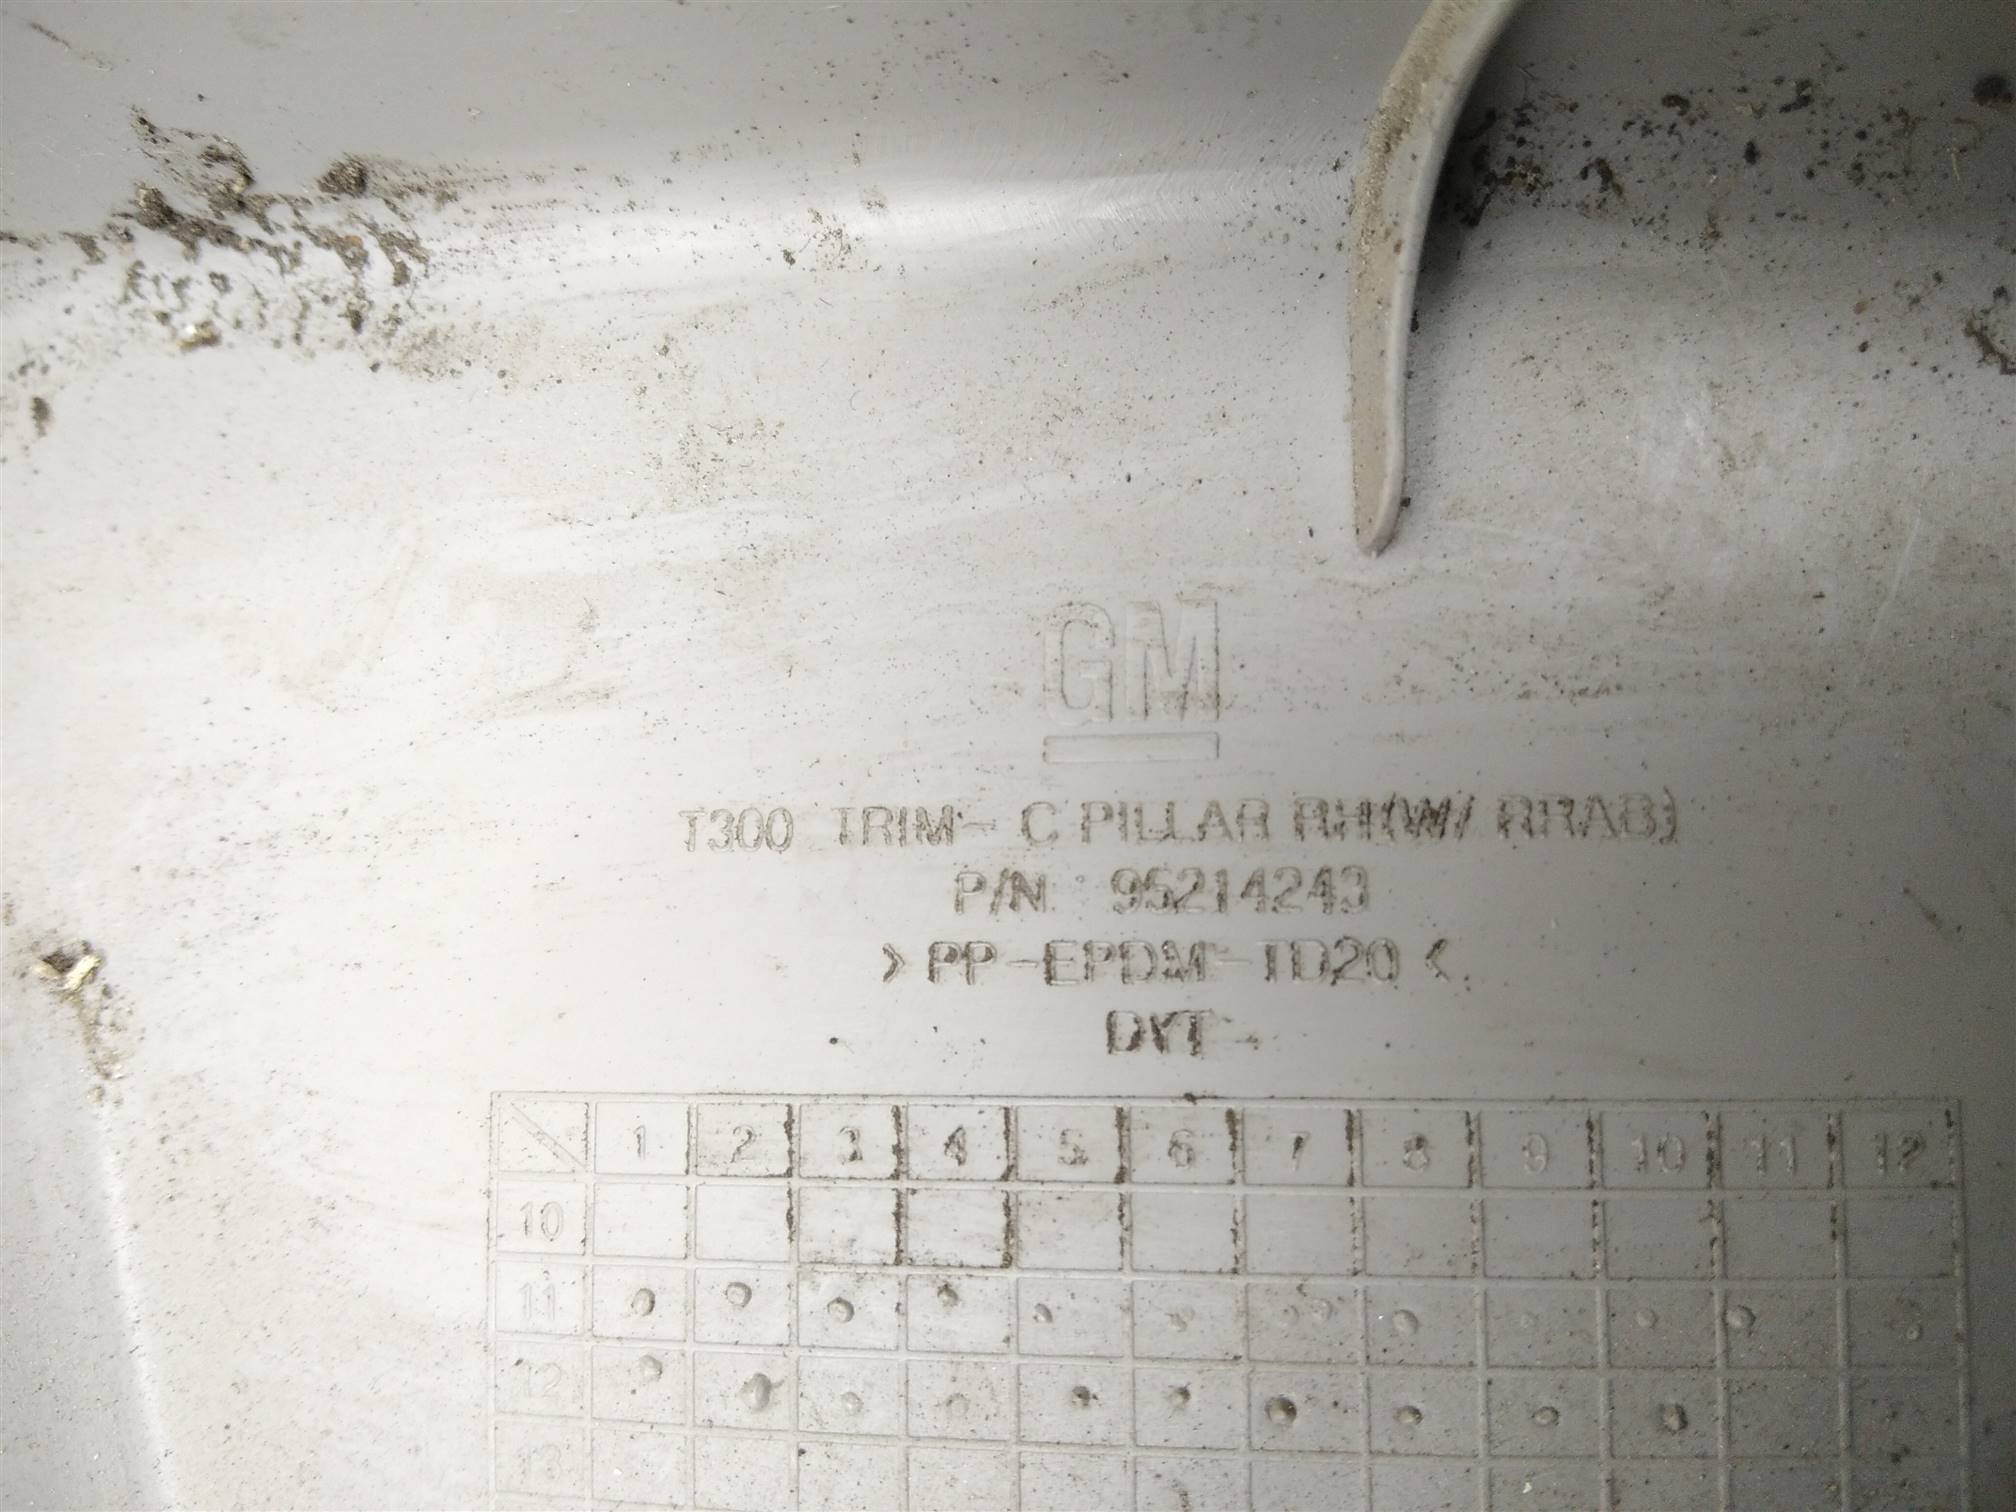 GM
T300 TRIM- C PILLAR RH(W/ RRAB)
P/N : 95214243
>PP-EPDM-TD20<
DYT
1 2 3 4 5 6 7 8 9 10 11 12
10
11
12
13